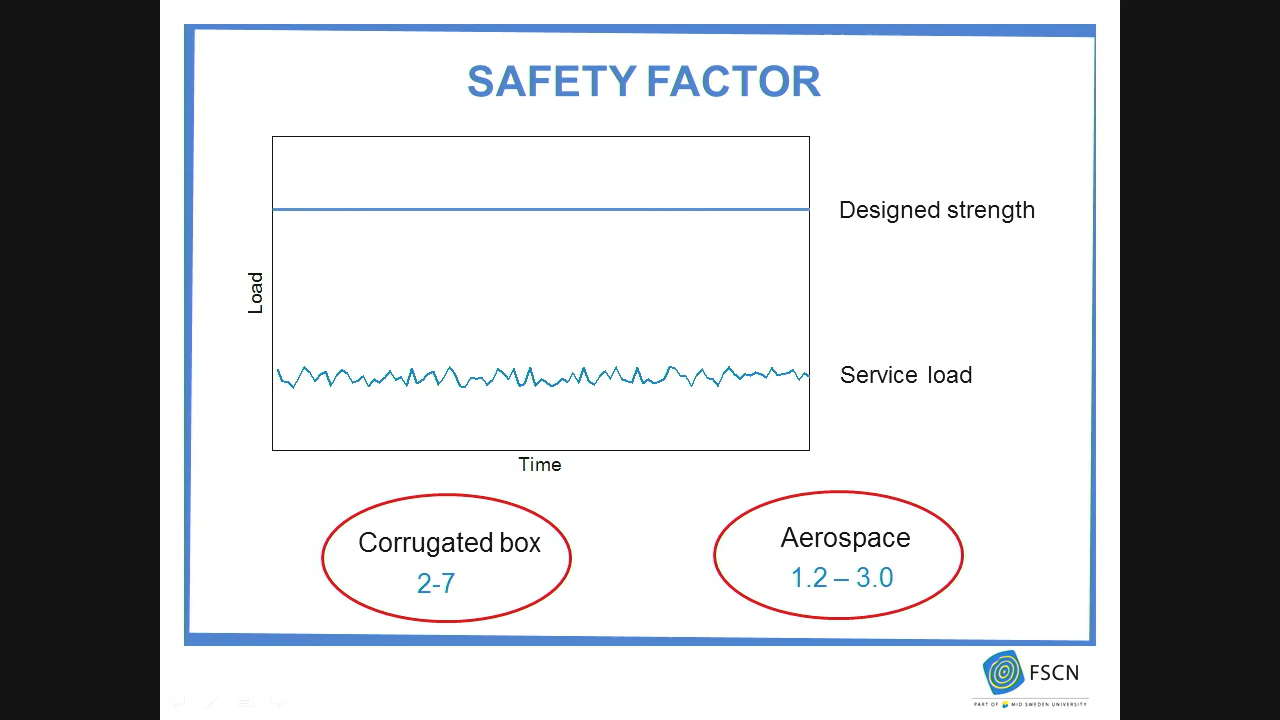 SAFETY FACTOR
Designed strength
Load
Service load
Time
Corrugated box
2-7
Aerospace
1.2 – 3.0
FSCN
PART OF MID SWEDEN UNIVERSITY